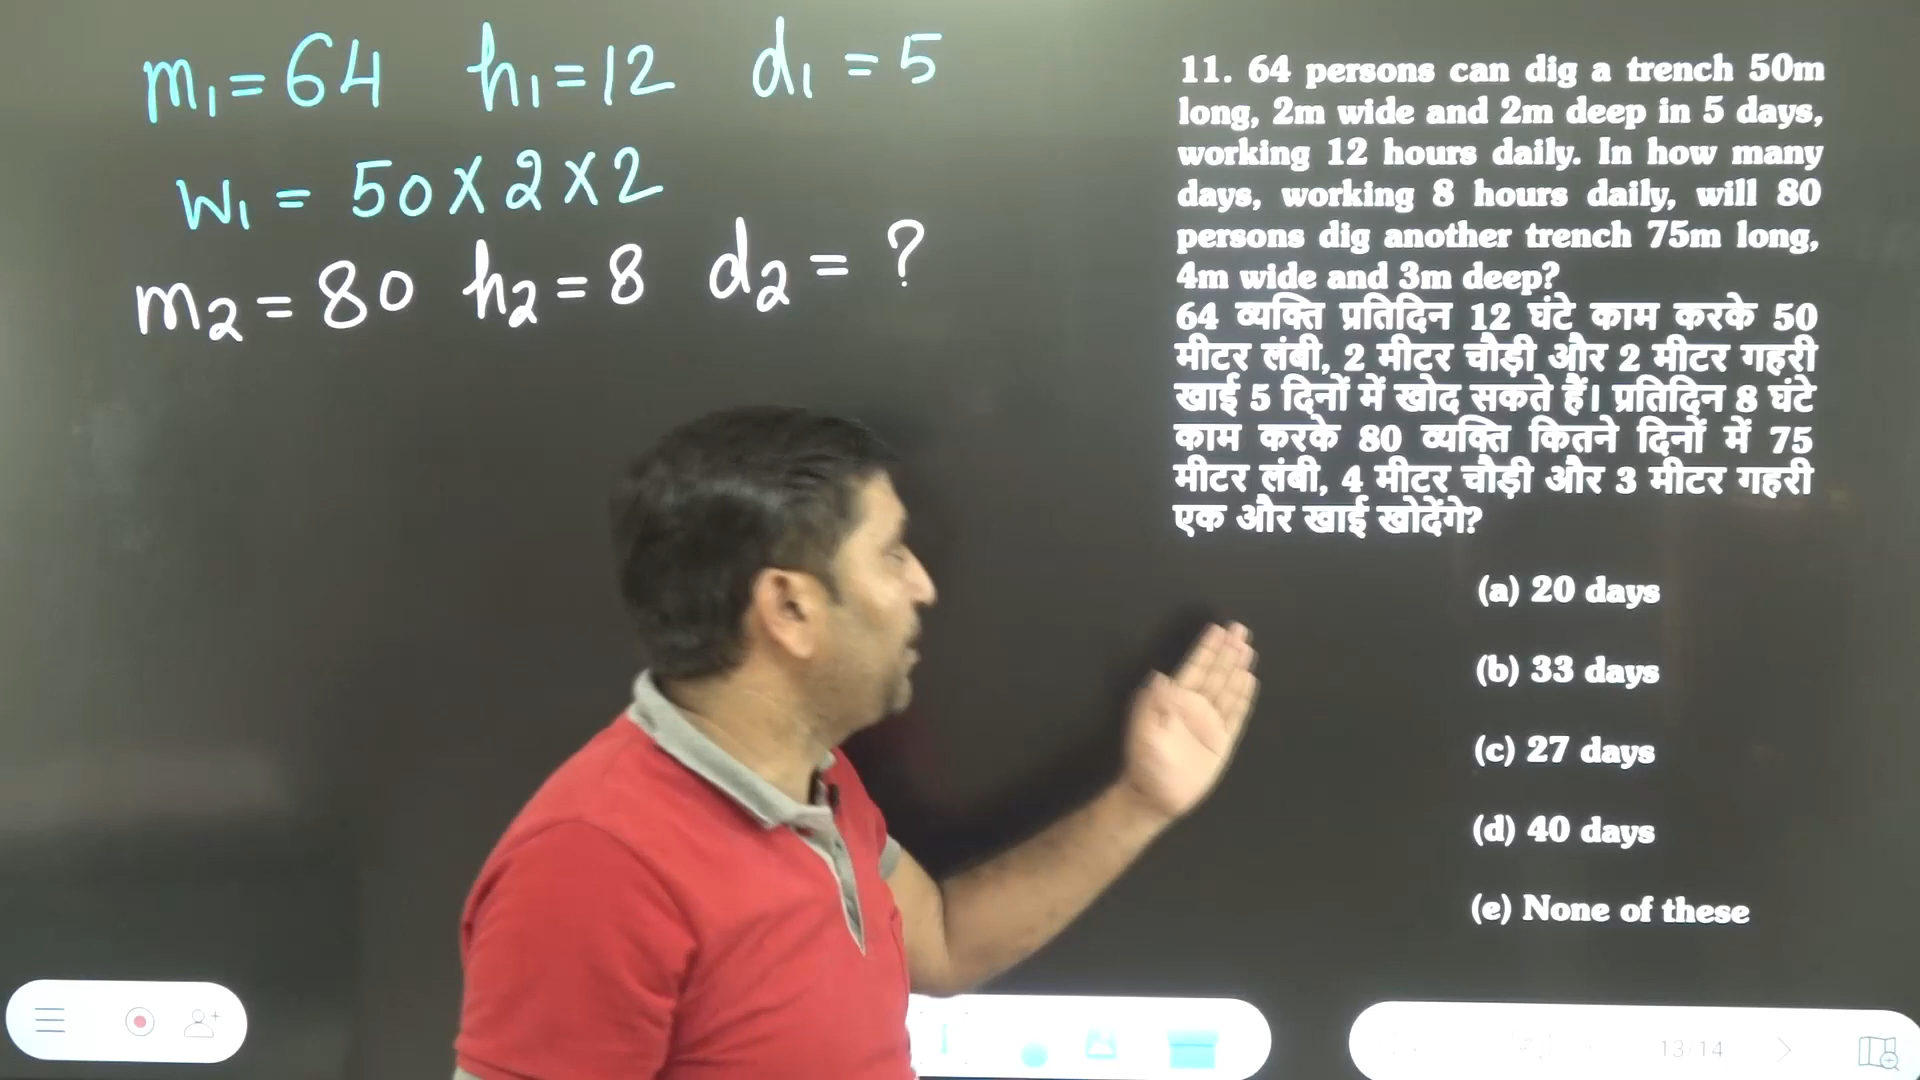 m₁ = 64 h₁ = 12 d₁ = 5
W₁ = 50 × 2 × 2
m₂ = 80 h₂ = 8 d₂ = ?
11. 64 persons can dig a trench 50m
long, 2m wide and 2m deep in 5 days,
working 12 hours daily. In how many
days, working 8 hours daily, will 80
persons dig another trench 75m long,
4m wide and 3m deep?
64 व्यक्ति प्रतिदिन 12 घंटे काम करके 50
मीटर लंबी, 2 मीटर चौड़ी और 2 मीटर गहरी
खाई 5 दिनों में खोद सकते हैं। प्रतिदिन 8 घंटे
काम करके 80 व्यक्ति कितने दिनों में 75
मीटर लंबी, 4 मीटर चौड़ी और 3 मीटर गहरी
एक और खाई खोदेंगे?
(a) 20 days
(b) 33 days
(c) 27 days
(d) 40 days
(e) None of these
13 14